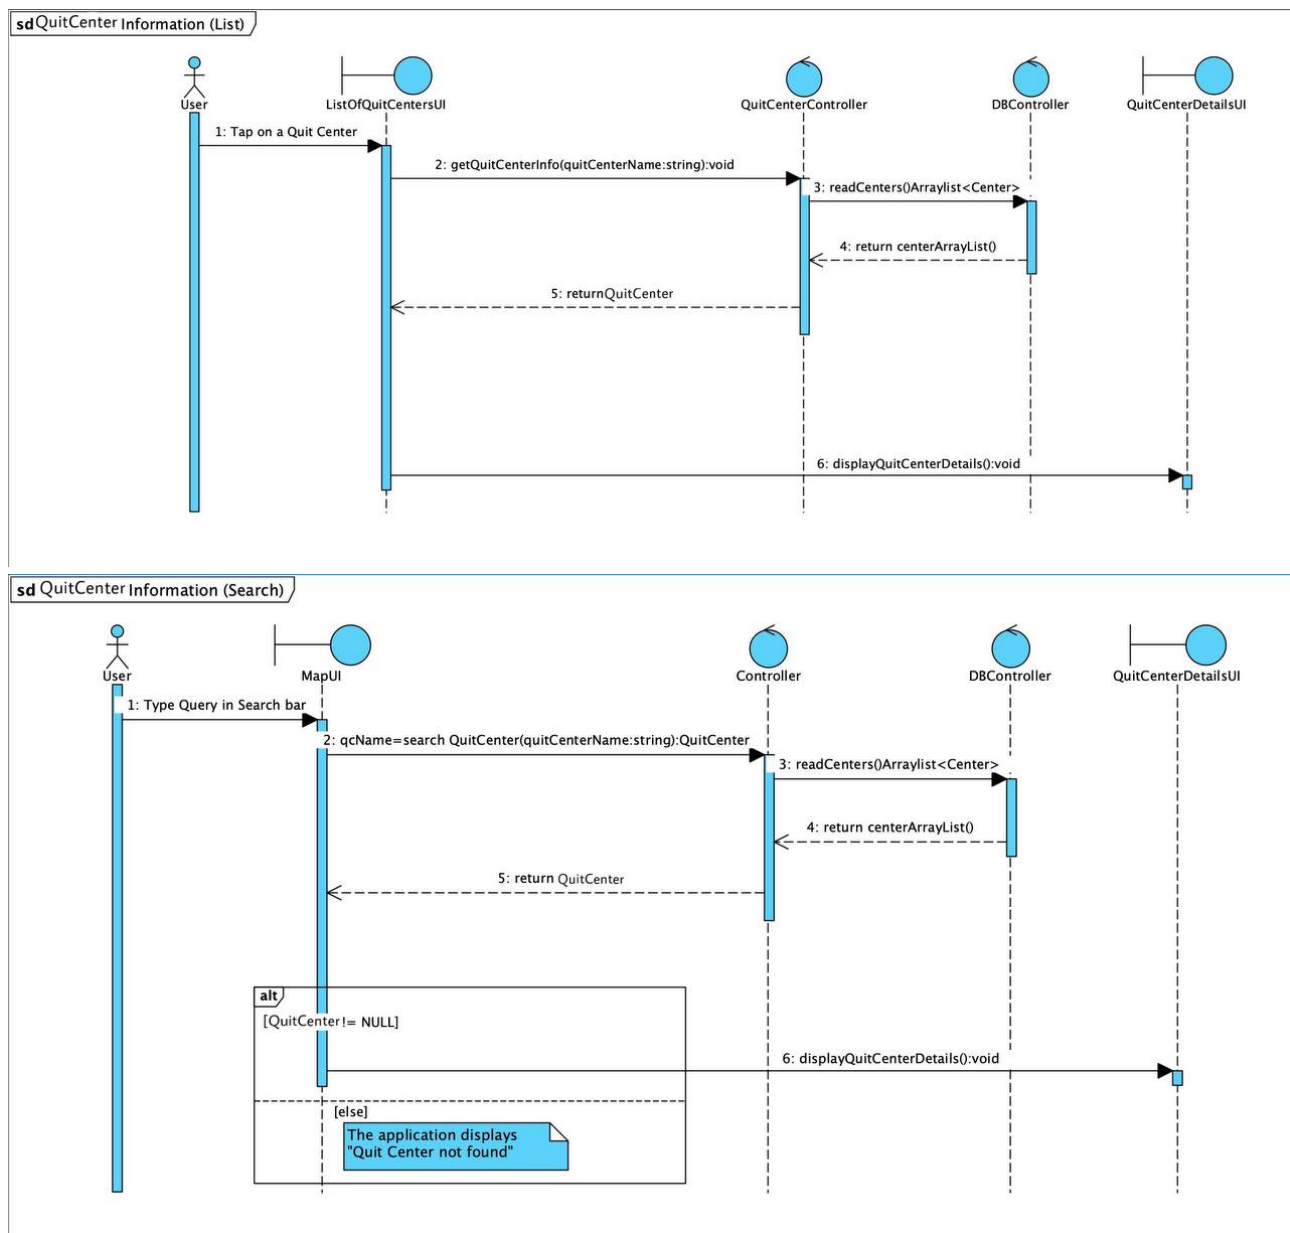 sd QuitCenter Information (List)
User
ListOfQuitCentersUI
QuitCenterController
DBController
QuitCenterDetailsUI
1: Tap on a Quit Center
2: getQuitCenterInfo(quitCenterName:string):void
3: readCenters()Arraylist<Center>
4: return centerArrayList()
5: returnQuitCenter
6: displayQuitCenterDetails():void
sd QuitCenter Information (Search)
User
MapUI
Controller
DBController
QuitCenterDetailsUI
1: Type Query in Search bar
2: qcName=search QuitCenter(quitCenterName:string):QuitCenter
3: readCenters()Arraylist<Center>
4: return centerArrayList()
5: return QuitCenter
alt
[QuitCenter != NULL]
6: displayQuitCenterDetails():void
[else]
The application displays
"Quit Center not found"